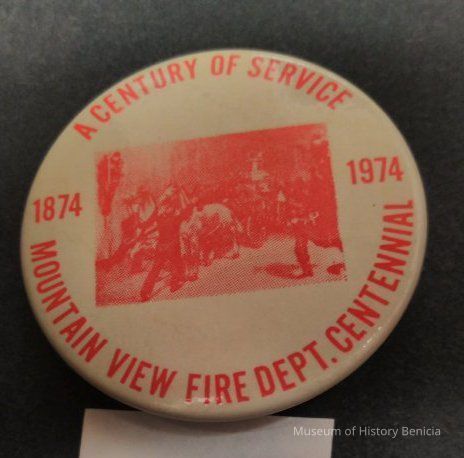 A CENTURY OF SERVICE
1874
1974
MOUNTAIN VIEW FIRE DEPT. CENTENNIAL
Museum of History Benicia